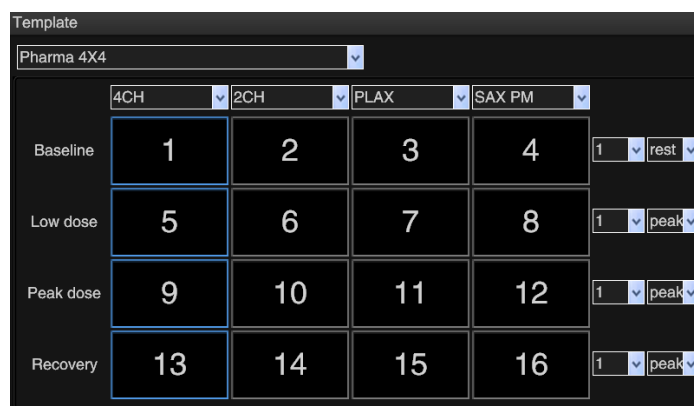 Template
Pharma 4X4
4CH 2CH PLAX SAX PM
Baseline 1 2 3 4 1 rest
Low dose 5 6 7 8 1 peak
Peak dose 9 10 11 12 1 peak
Recovery 13 14 15 16 1 peak